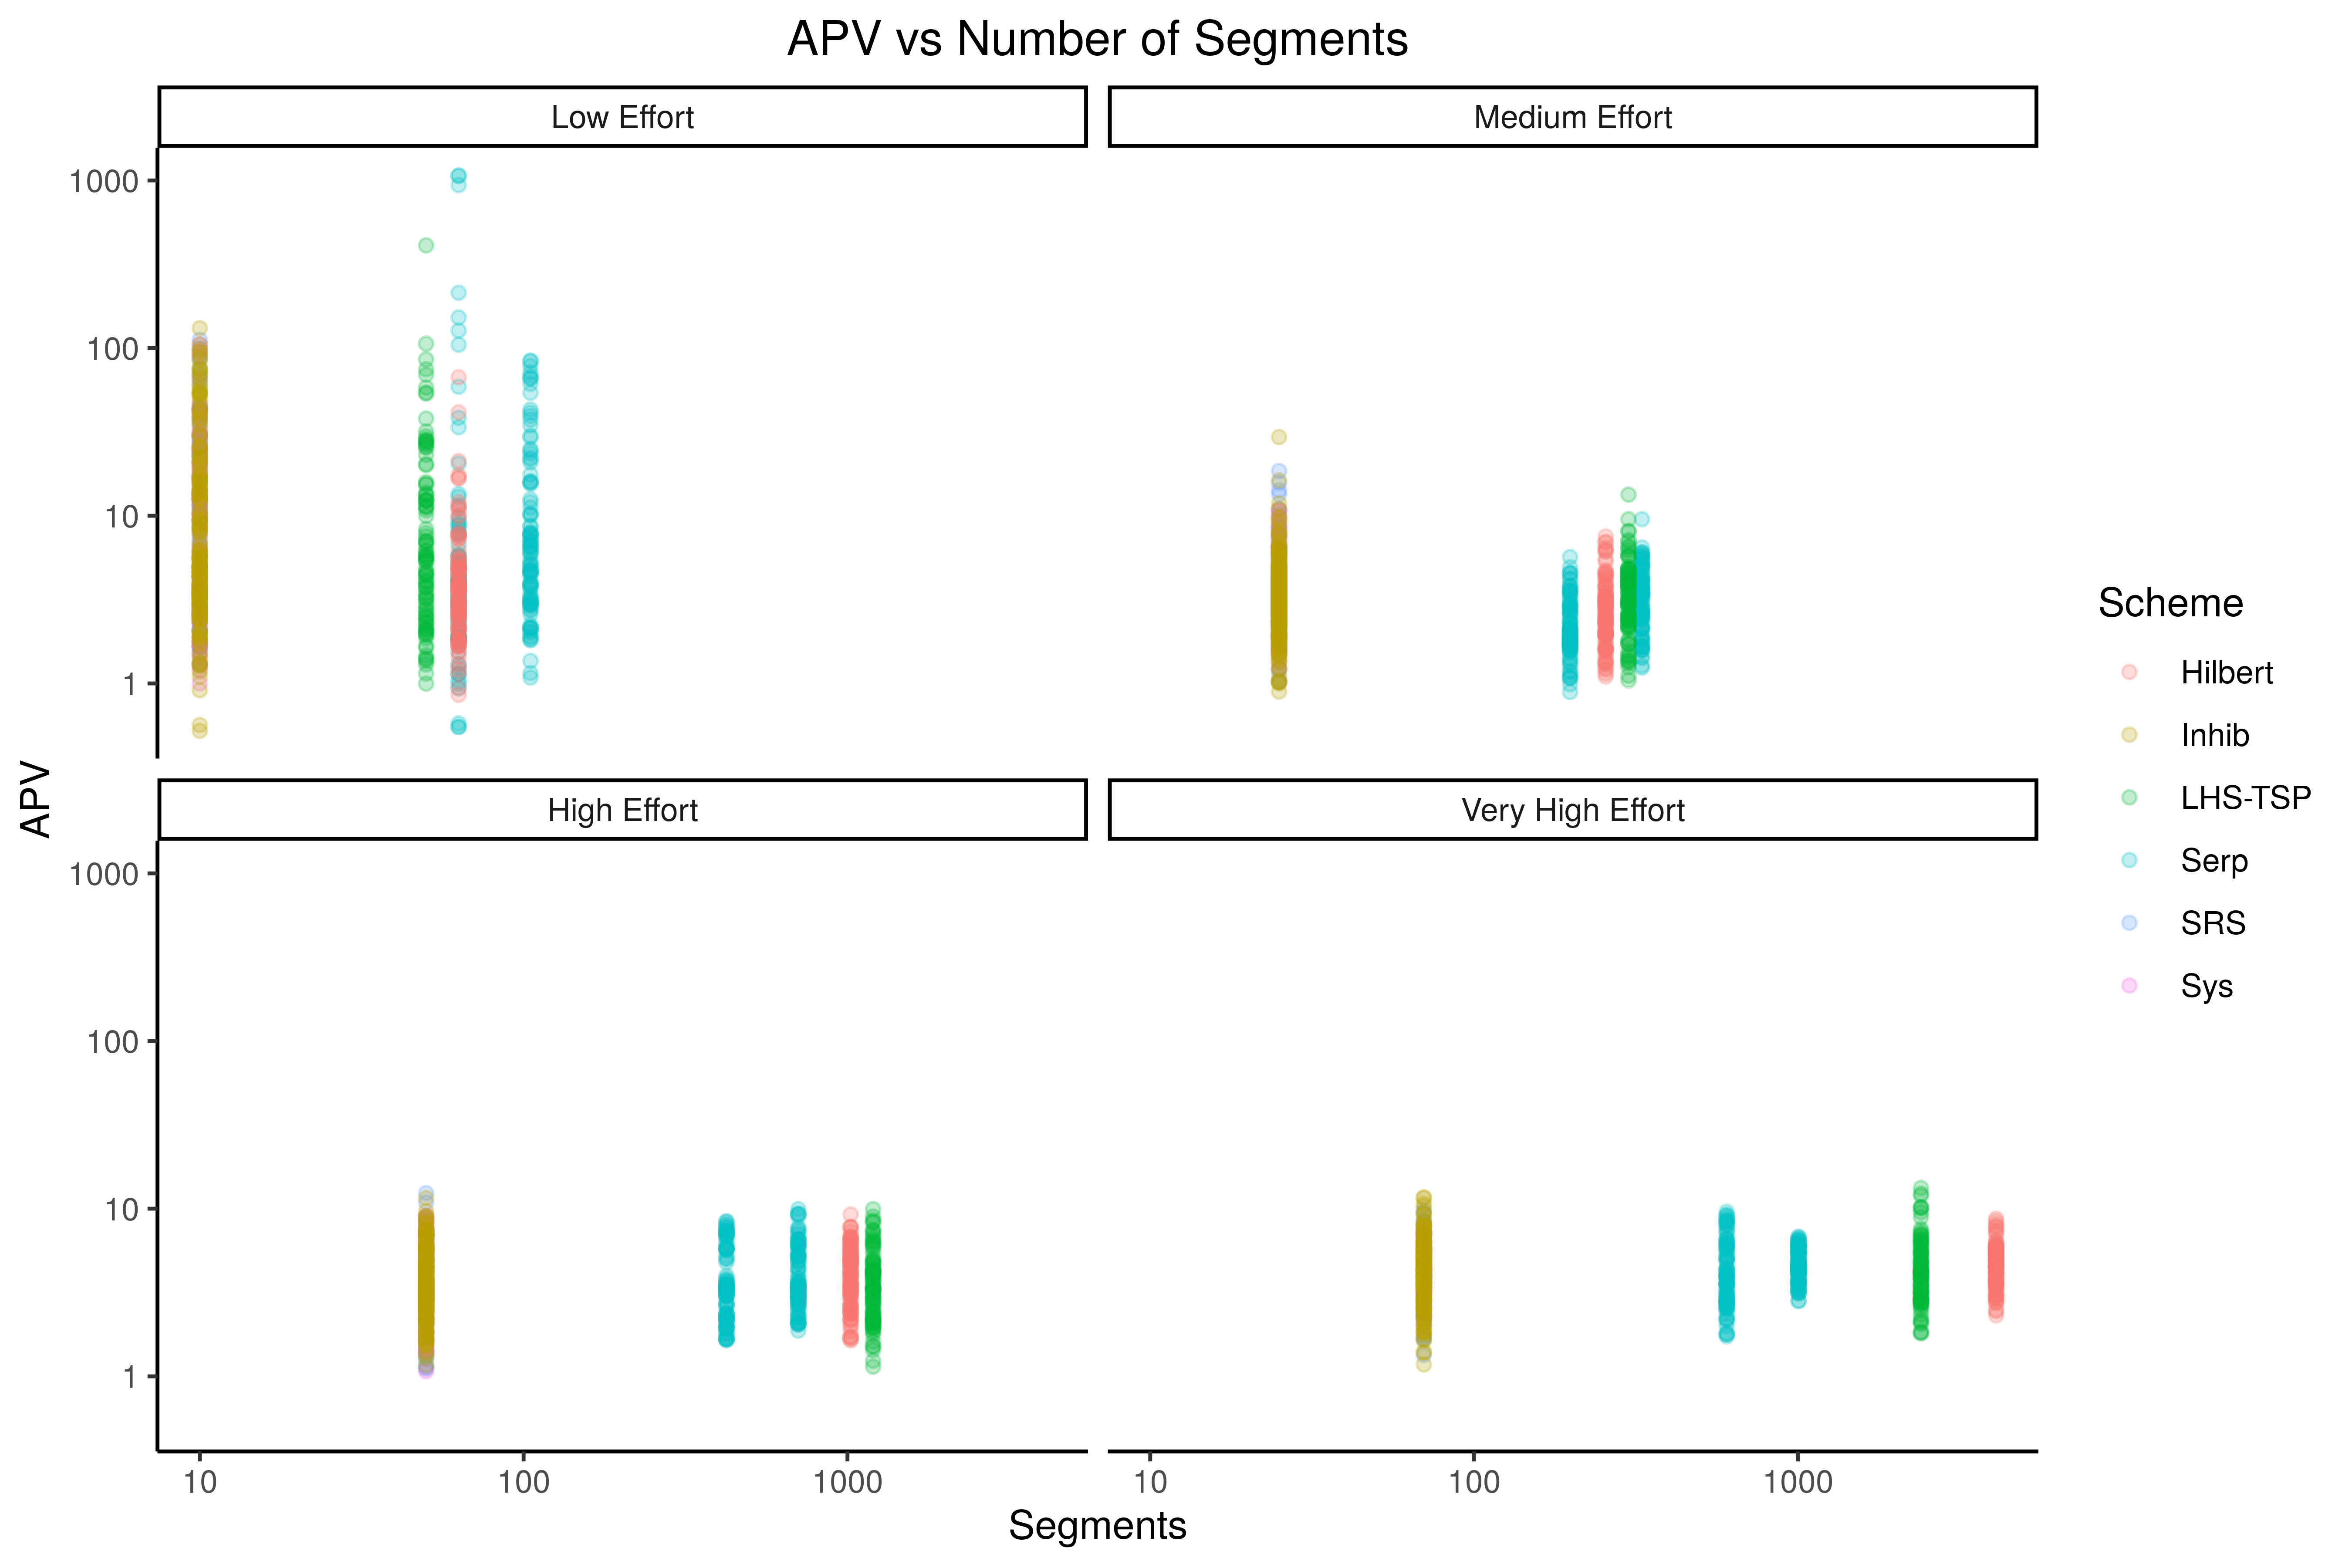 APV vs Number of Segments
Low Effort
Medium Effort
1000
100
10
1
High Effort
Very High Effort
1000
100
10
1
10
100
1000
10
100
1000
APV
Segments
Scheme
Hilbert
Inhib
LHS-TSP
Serp
SRS
Sys